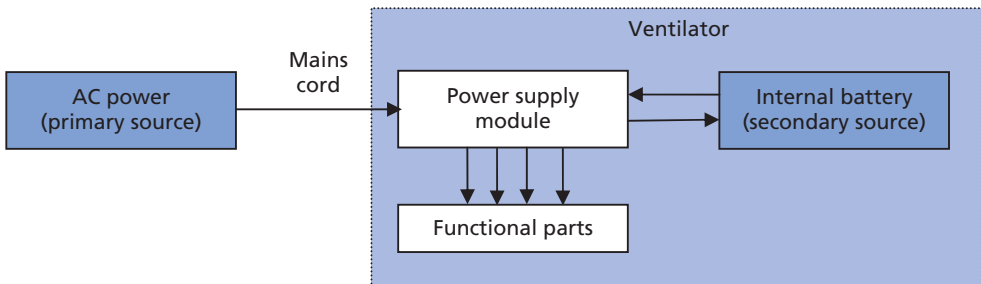 Ventilator
Mains
cord
AC power
(primary source)
Power supply
module
Internal battery
(secondary source)
Functional parts